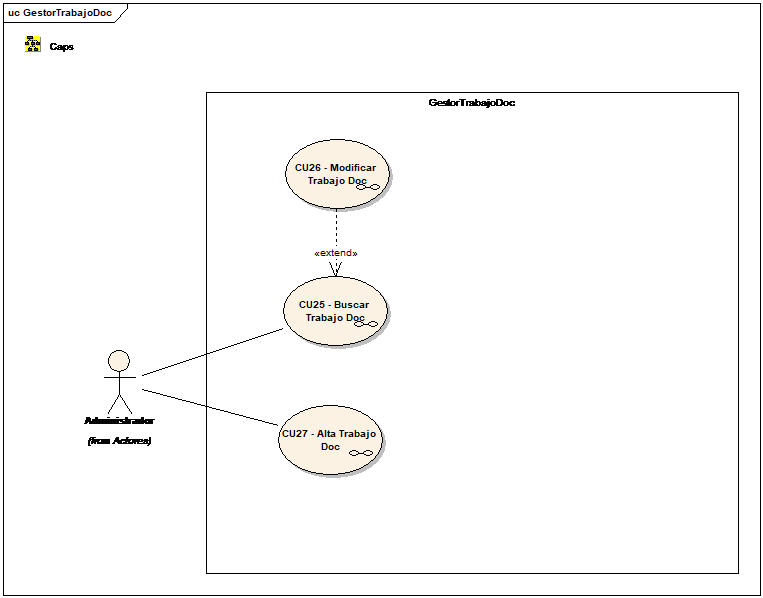 uc GestorTrabajoDoc
Caps
GestorTrabajoDoc
CU26 - Modificar
Trabajo Doc
«extend»
CU25 - Buscar
Trabajo Doc
CU27 - Alta Trabajo
Doc
Administrador
(from Actores)